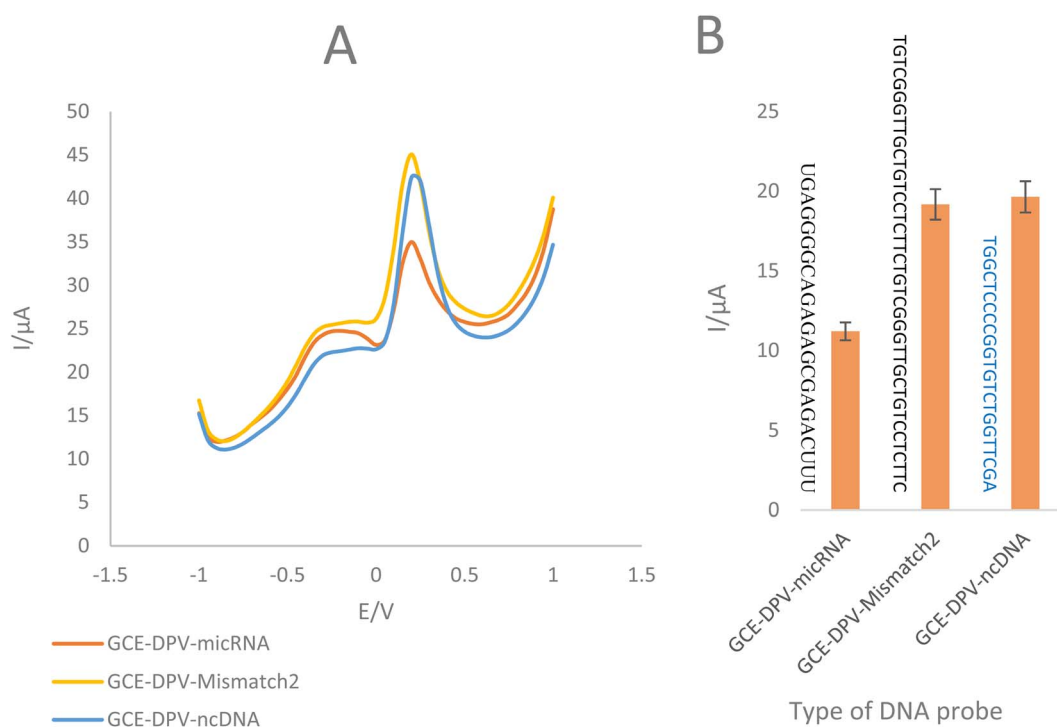 A
50
45
40
35
30
25
20
15
10
5
0
I/µA
-1.5
-1
-0.5
0
0.5
1
1.5
E/V
GCE-DPV-micRNA
GCE-DPV-Mismatch2
GCE-DPV-ncDNA
B
25
20
15
10
5
0
I/µA
UGAGGGGCAGAGAGCGAGACUUU
TGTCGGGTTGCTGTCCTCTTCTGTCGGGTTGCTGTCCTCTTC
TGGCTCCCCGGTGTCTGGTTCGA
GCE-DPV-micRNA
GCE-DPV-Mismatch2
GCE-DPV-ncDNA
Type of DNA probe